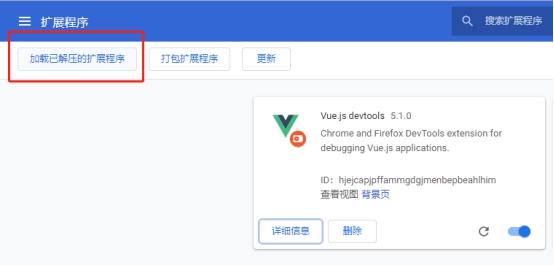 扩展程序
搜索扩展程序
加载已解压的扩展程序 打包扩展程序 更新
Vue.js devtools 5.1.0
Chrome and Firefox DevTools extension for
debugging Vue.js applications.
ID：hjejcapjpffammgdgjmenbepbeahlhim
查看视图 背景页
详细信息 删除